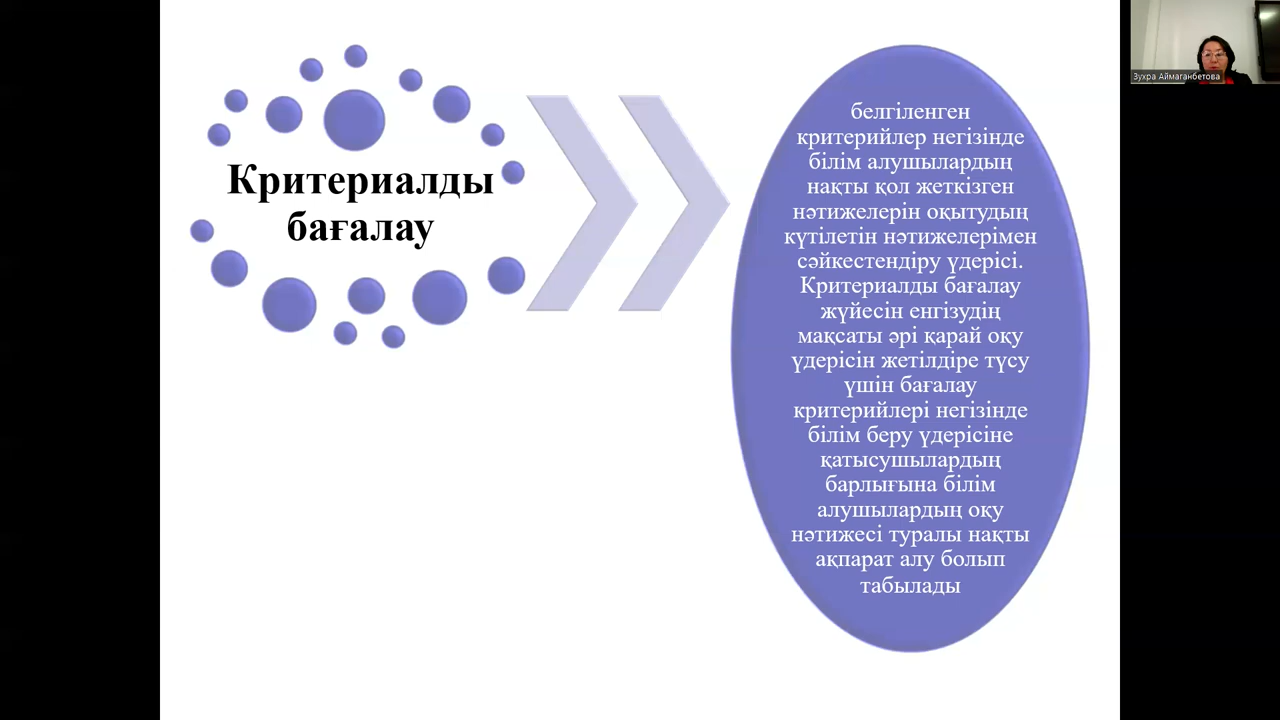 Критериалды
бағалау
белгіленген
критерийлер негізінде
білім алушылардың
нақты қол жеткізген
нәтижелерін оқытудың
күтілетін нәтижелерімен
сәйкестендіру үдерісі.
Критериалды бағалау
жүйесін енгізудің
мақсаты әрі қарай оқу
үдерісін жетілдіре түсу
үшін бағалау
критерийлері негізінде
білім беру үдерісіне
қатысушылардың
барлығына білім
алушылардың оқу
нәтижесі туралы нақты
ақпарат алу болып
табылады
Зухра Аймаганбетова